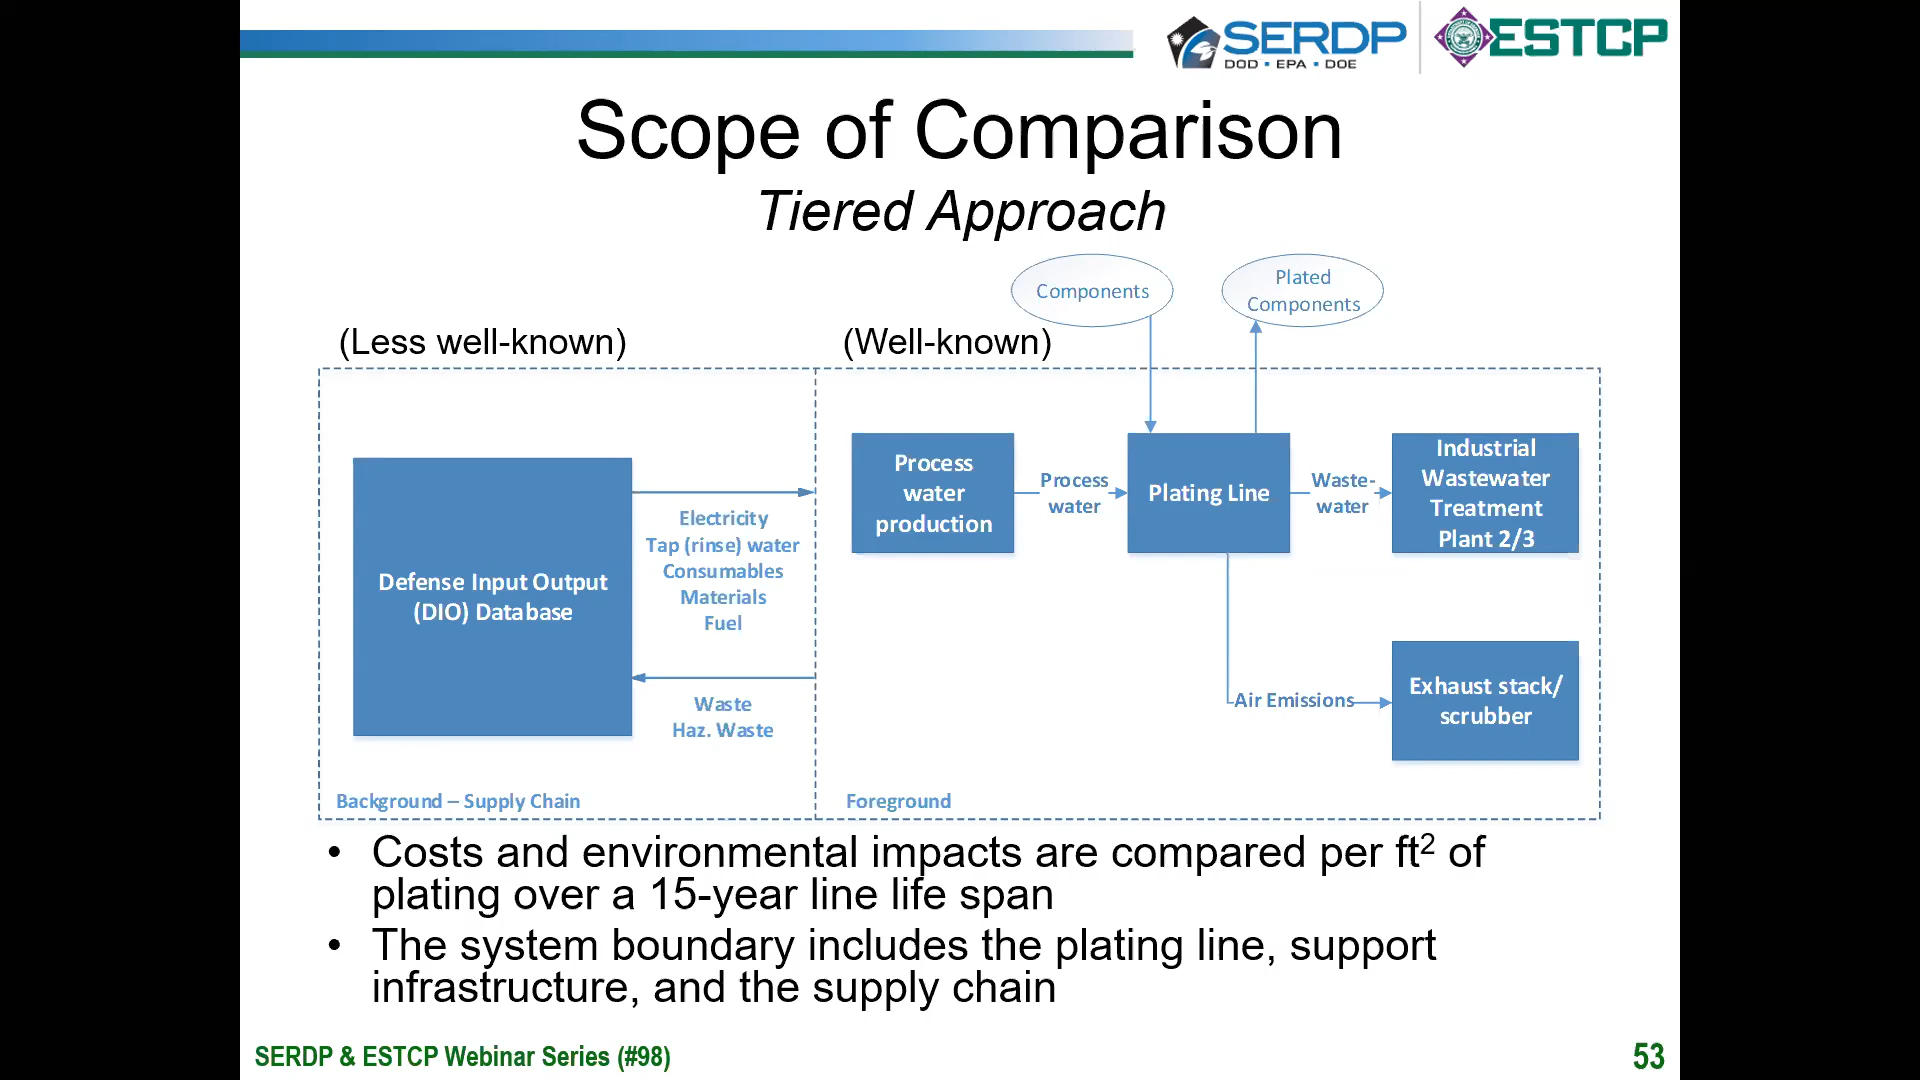 SERDP
DOD • EPA • DOE
ESTCP
Scope of Comparison
Tiered Approach
Components
Plated
Components
(Less well-known)
(Well-known)
Defense Input Output
(DIO) Database
Electricity
Tap (rinse) water
Consumables
Materials
Fuel
Waste
Haz. Waste
Background – Supply Chain
Process
water
production
Process
water
Plating Line
Waste-
water
Industrial
Wastewater
Treatment
Plant 2/3
Air Emissions
Exhaust stack/
scrubber
Foreground
• Costs and environmental impacts are compared per ft² of
plating over a 15-year line life span
• The system boundary includes the plating line, support
infrastructure, and the supply chain
SERDP & ESTCP Webinar Series (#98)
53